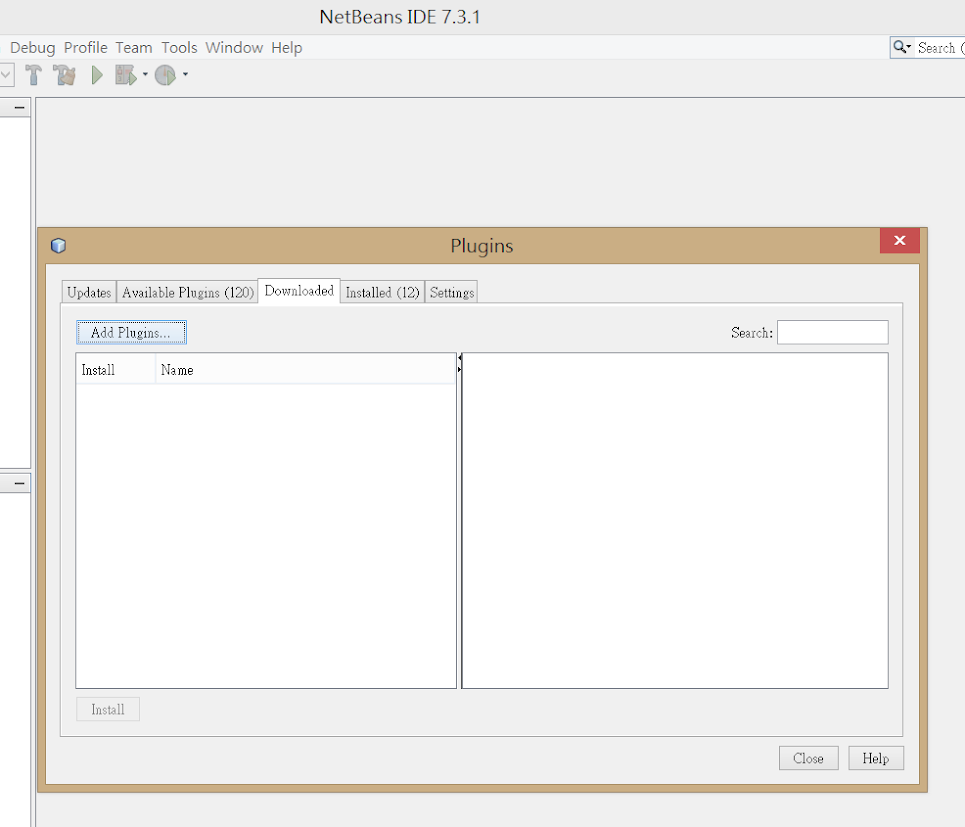 NetBeans IDE 7.3.1
Debug Profile Team Tools Window Help
Search (
Plugins
Updates Available Plugins (120) Downloaded Installed (12) Settings
Add Plugins... Search:
Install Name
Install
Close Help